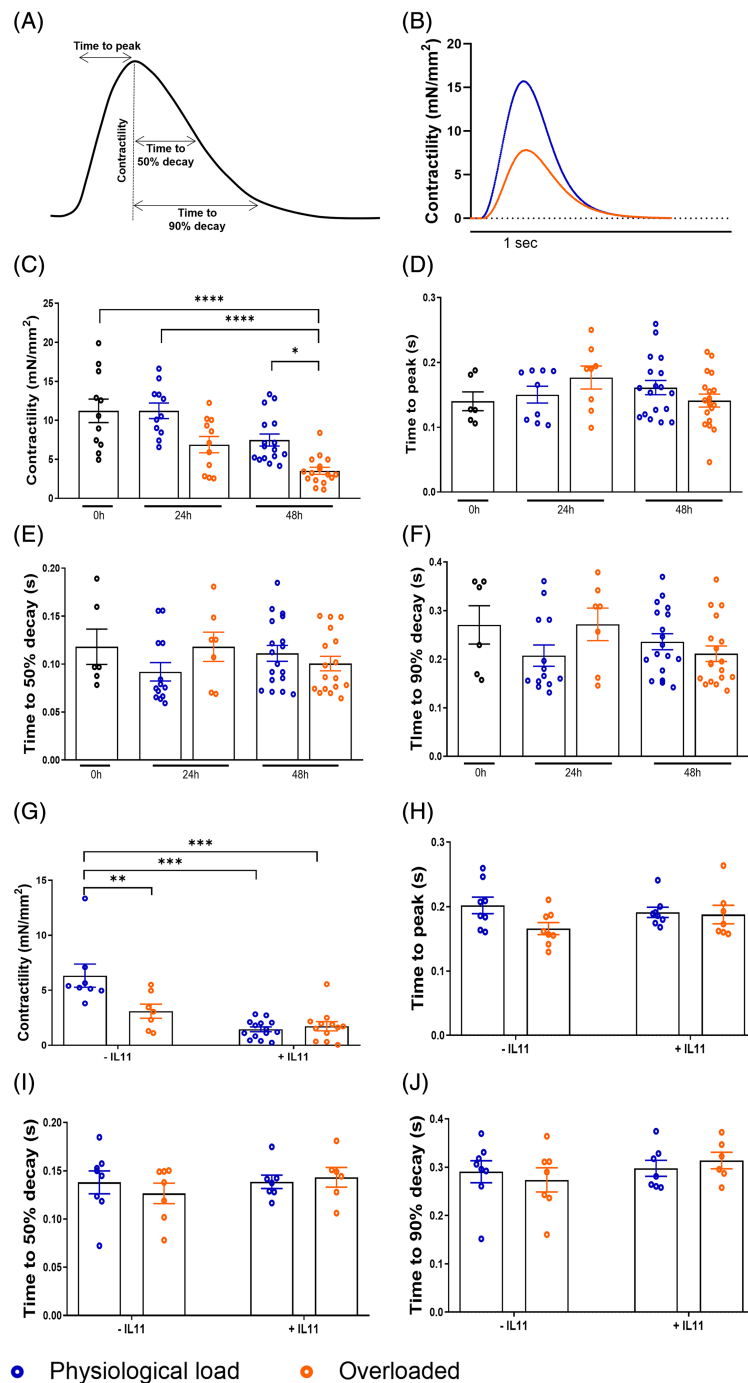 (A)
Time to peak
Contractility
Time to
50% decay
Time to
90% decay
(B)
Contractility (mN/mm²)
20
15
10
5
0
1 sec
(C)
Contractility (mN/mm²)
25
20
15
10
5
0
****
****
*
0h
24h
48h
(D)
Time to peak (s)
0.3
0.2
0.1
0.0
0h
24h
48h
(E)
Time to 50% decay (s)
0.20
0.15
0.10
0.05
0.00
0h
24h
48h
(F)
TIme to 90% decay (s)
0.4
0.3
0.2
0.1
0.0
0h
24h
48h
(G)
Contractility (mN/mm²)
15
10
5
0
***
***
**
- IL11
+ IL11
(H)
Time to peak (s)
0.3
0.2
0.1
0.0
- IL11
+ IL11
(I)
Time to 50% decay (s)
0.20
0.15
0.10
0.05
0.00
- IL11
+ IL11
(J)
Time to 90% decay (s)
0.4
0.3
0.2
0.1
0.0
- IL11
+ IL11
Physiological load
Overloaded